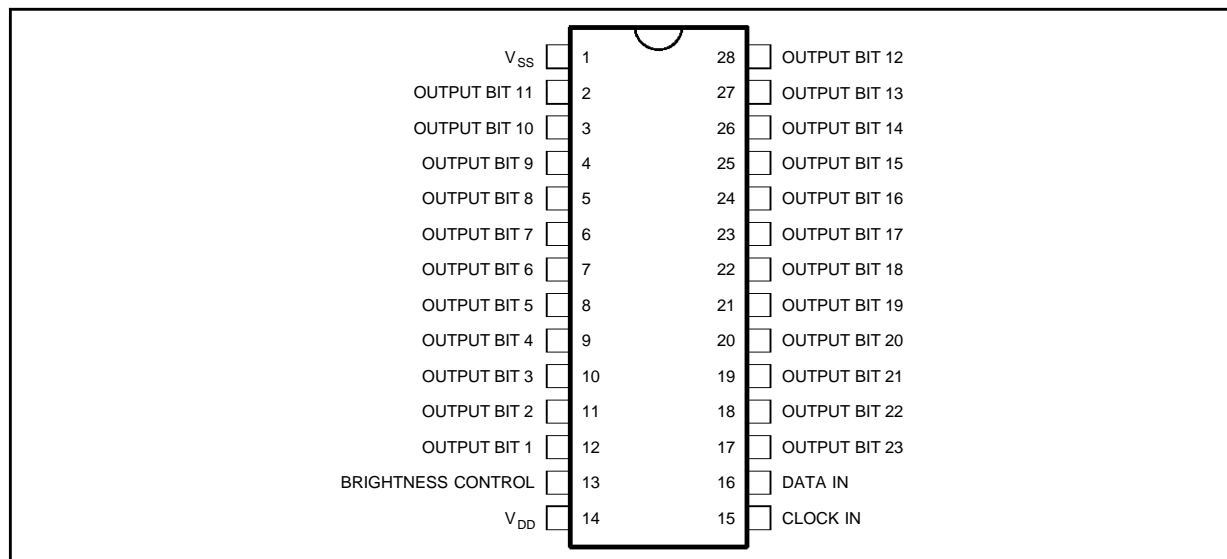 V_SS 1 28 OUTPUT BIT 12
OUTPUT BIT 11 2 27 OUTPUT BIT 13
OUTPUT BIT 10 3 26 OUTPUT BIT 14
OUTPUT BIT 9 4 25 OUTPUT BIT 15
OUTPUT BIT 8 5 24 OUTPUT BIT 16
OUTPUT BIT 7 6 23 OUTPUT BIT 17
OUTPUT BIT 6 7 22 OUTPUT BIT 18
OUTPUT BIT 5 8 21 OUTPUT BIT 19
OUTPUT BIT 4 9 20 OUTPUT BIT 20
OUTPUT BIT 3 10 19 OUTPUT BIT 21
OUTPUT BIT 2 11 18 OUTPUT BIT 22
OUTPUT BIT 1 12 17 OUTPUT BIT 23
BRIGHTNESS CONTROL 13 16 DATA IN
V_DD 14 15 CLOCK IN